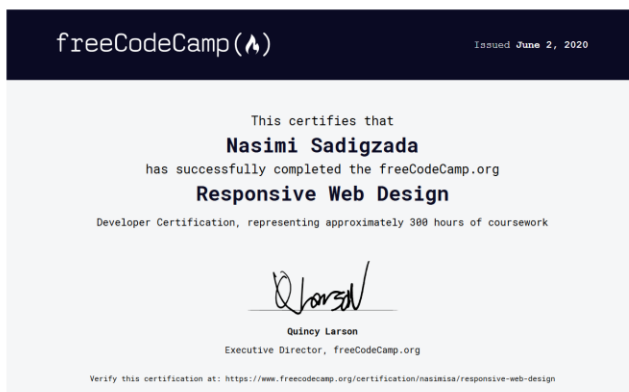 freeCodeCamp(🔥)
Issued June 2, 2020
This certifies that
Nasimi Sadigzada
has successfully completed the freeCodeCamp.org
Responsive Web Design
Developer Certification, representing approximately 300 hours of coursework
Q Larson
Quincy Larson
Executive Director, freeCodeCamp.org
Verify this certification at: https://www.freecodecamp.org/certification/nasimisa/responsive-web-design